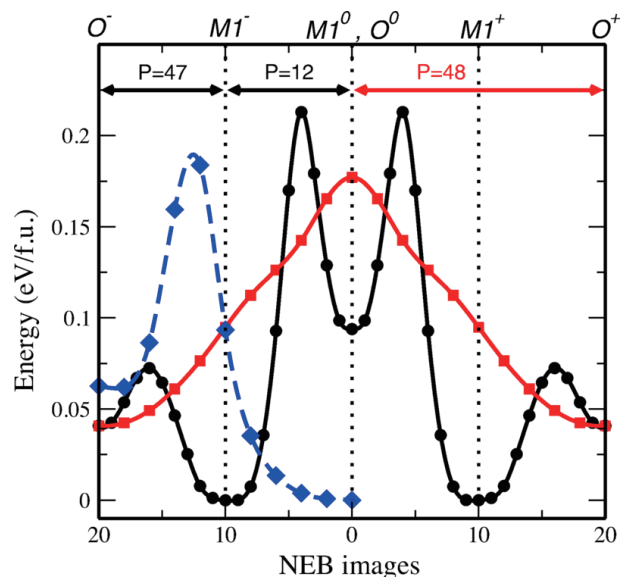 O⁻ M1⁻ M1⁰, O⁰ M1⁺ O⁺
P=47 P=12 P=48
0.2
0.15
0.1
0.05
0
Energy (eV/f.u.)
20 10 0 10 20
NEB images